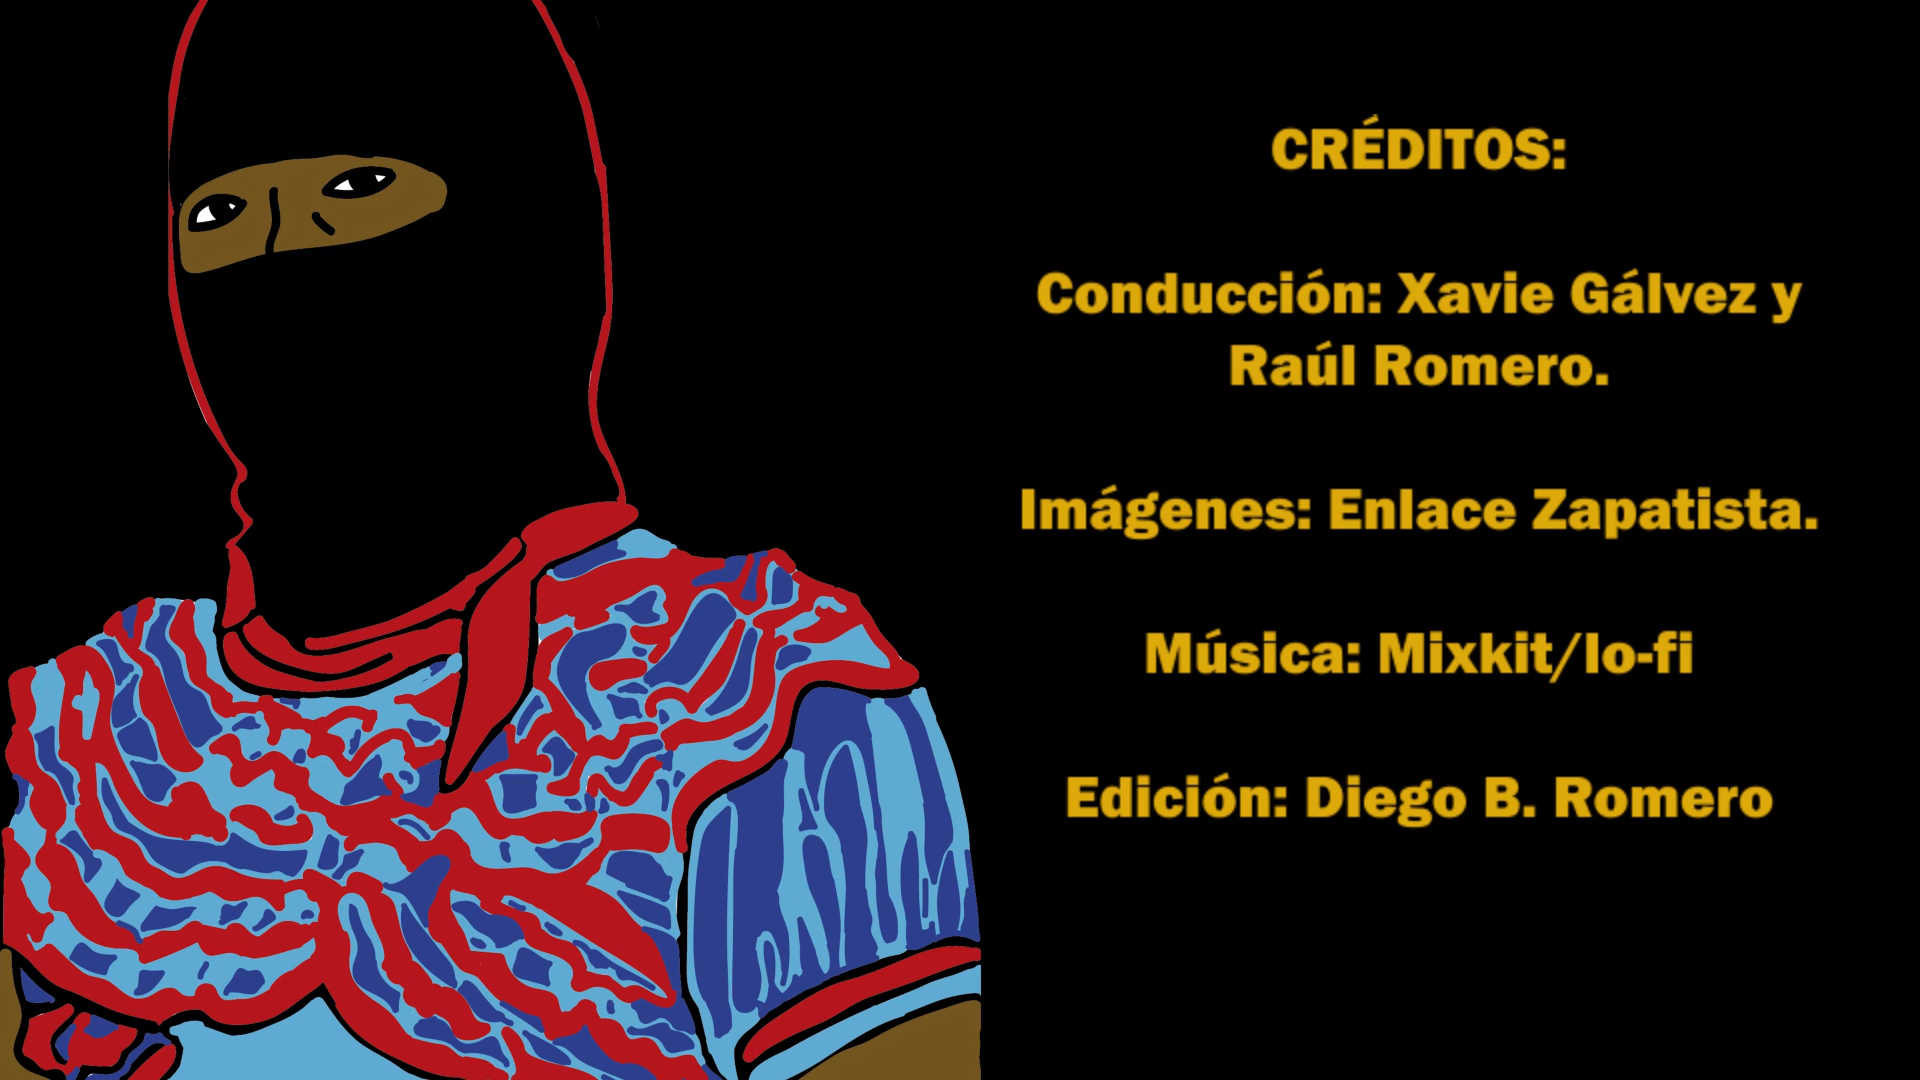 CRÉDITOS:
Conducción: Xavie Gálvez y
Raúl Romero.
Imágenes: Enlace Zapatista.
Música: Mixkit/lo-fi
Edición: Diego B. Romero